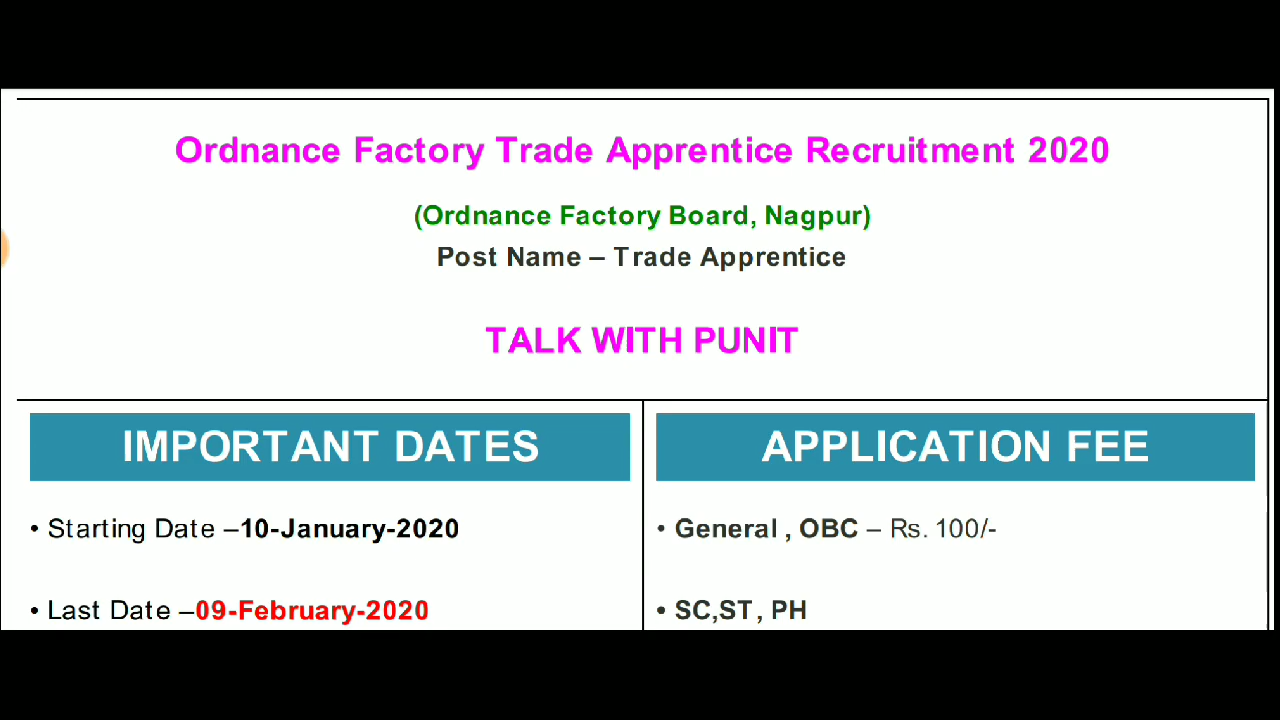 Ordnance Factory Trade Apprentice Recruitment 2020
(Ordnance Factory Board, Nagpur)
Post Name – Trade Apprentice
TALK WITH PUNIT
IMPORTANT DATES
• Starting Date –10-January-2020
• Last Date –09-February-2020
APPLICATION FEE
• General , OBC – Rs. 100/-
• SC,ST, PH